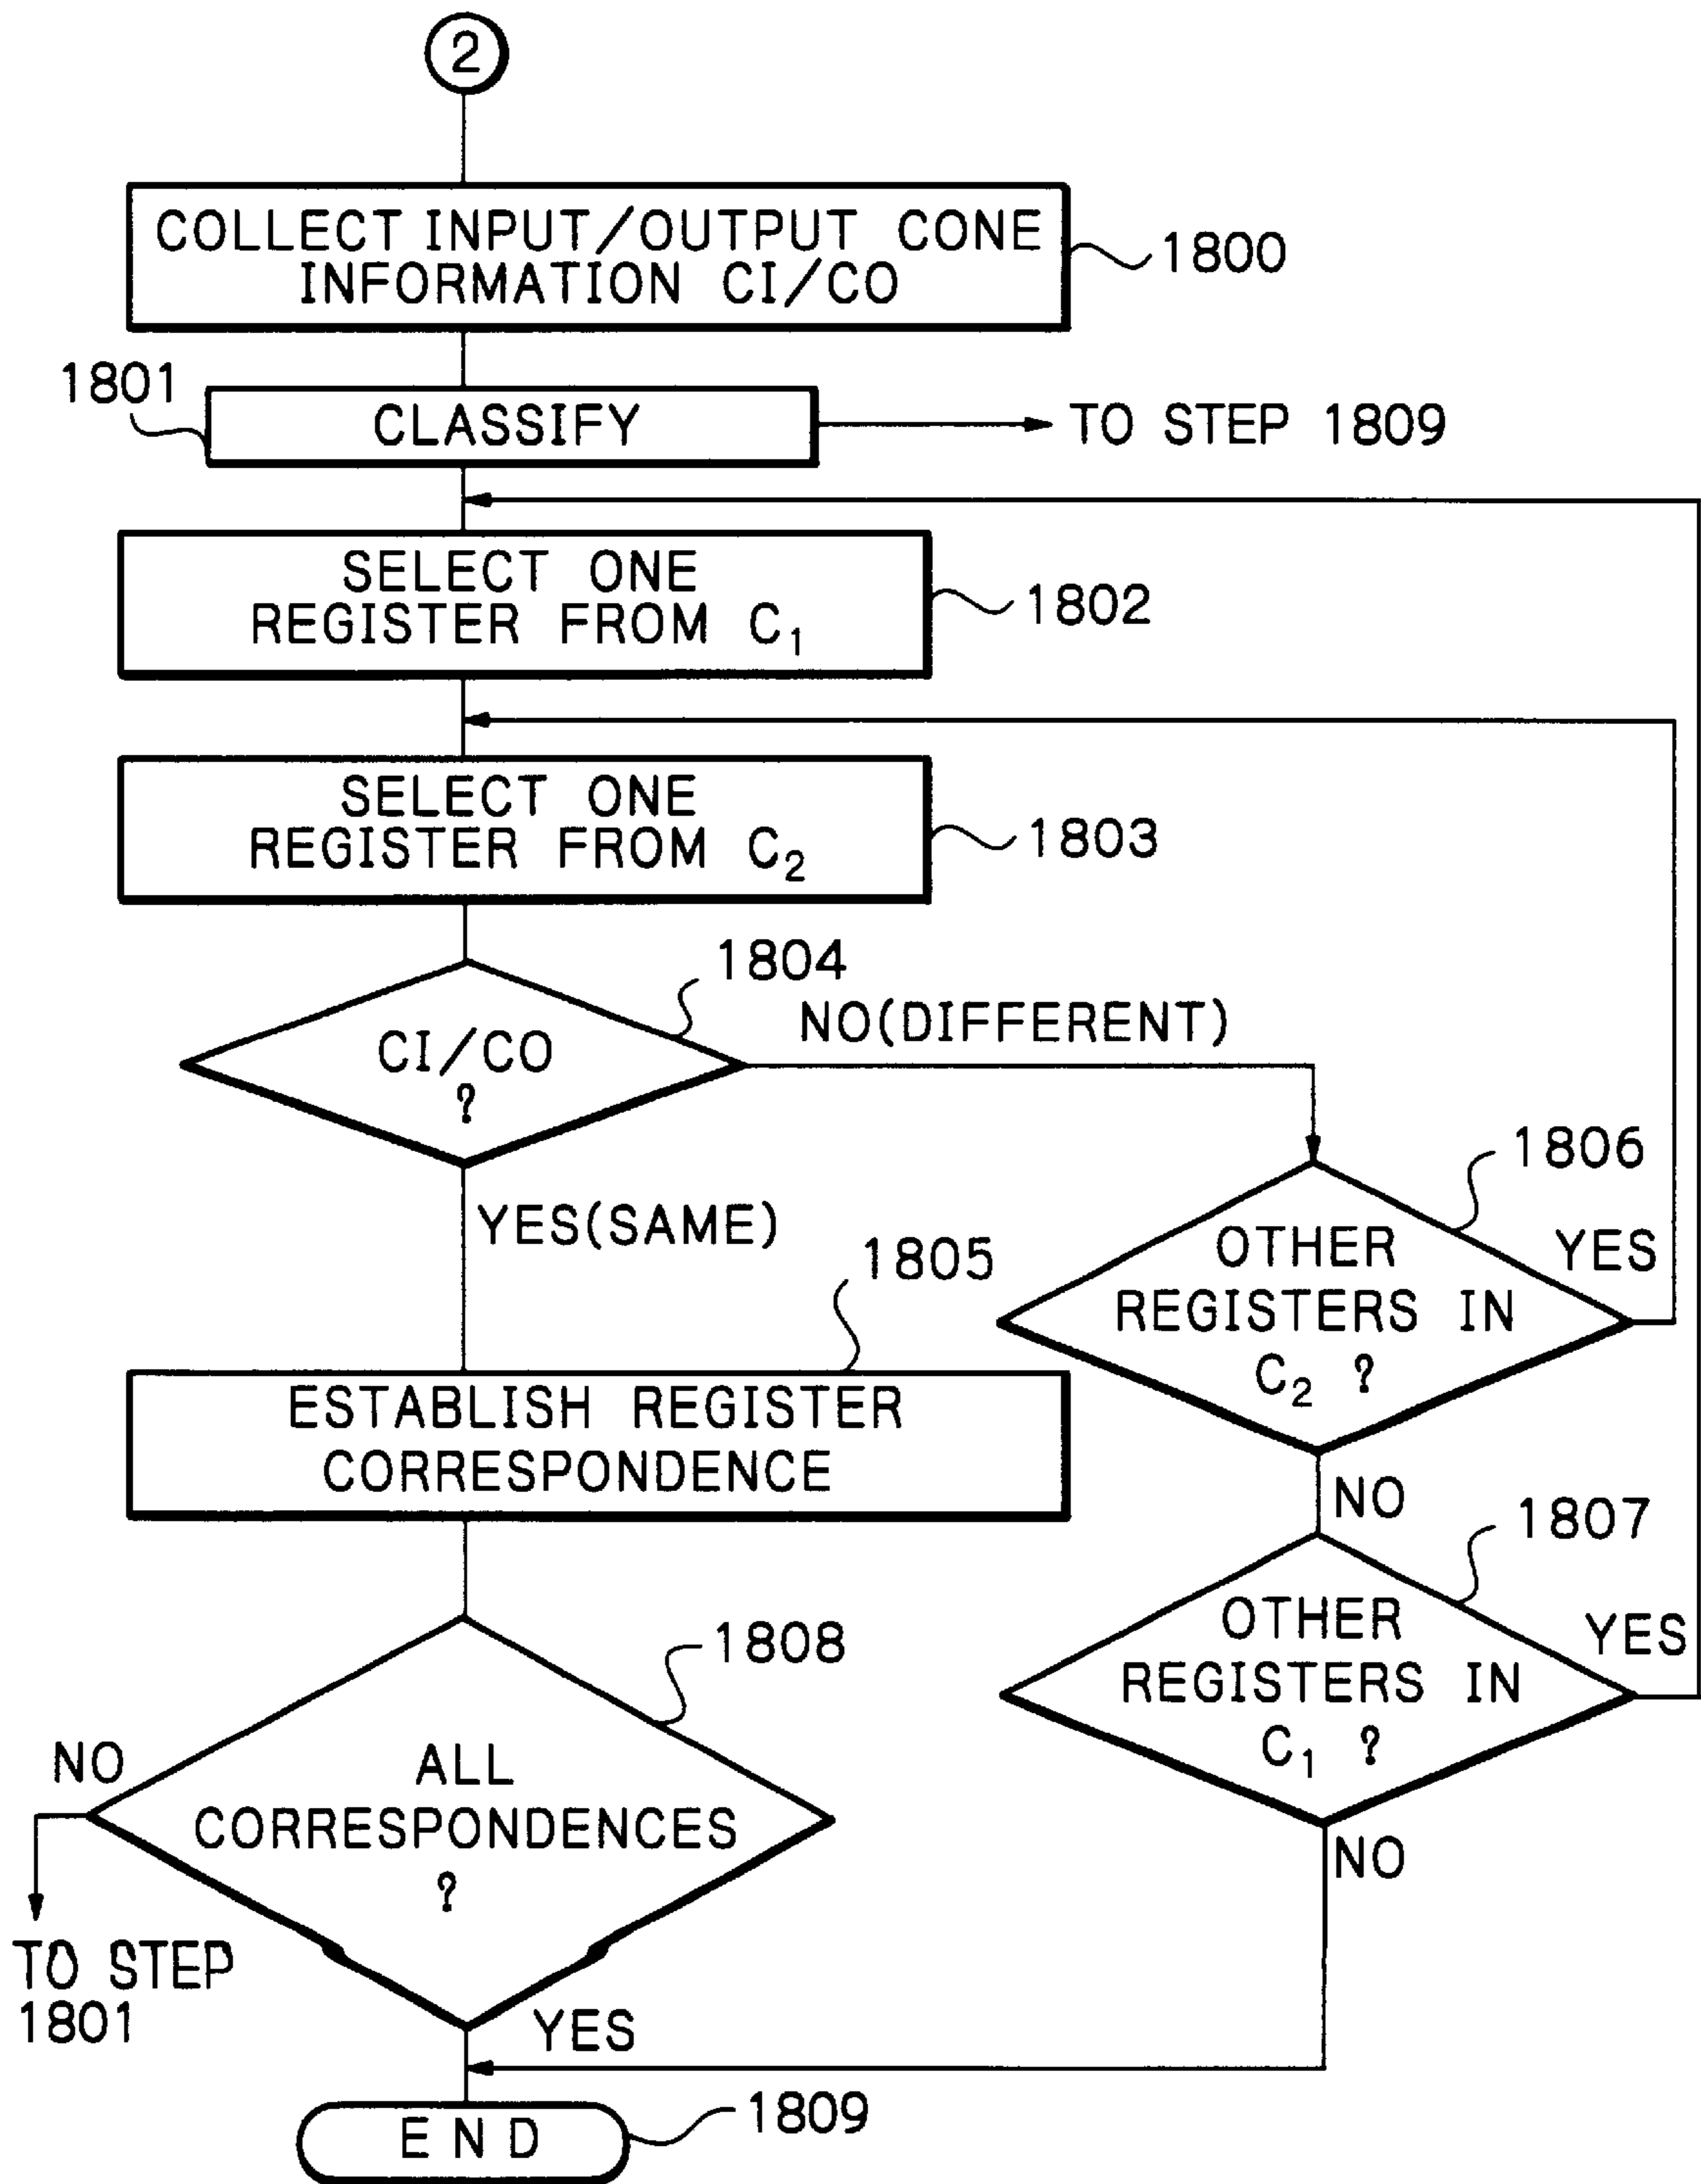 2
COLLECT INPUT/OUTPUT CONE
INFORMATION CI/CO
1800
1801
CLASSIFY
TO STEP 1809
SELECT ONE
REGISTER FROM C₁
1802
SELECT ONE
REGISTER FROM C₂
1803
1804
NO(DIFFERENT)
CI/CO
?
1806
YES(SAME)
OTHER
REGISTERS IN
C₂ ?
YES
1805
ESTABLISH REGISTER
CORRESPONDENCE
NO
1807
OTHER
REGISTERS IN
C₁ ?
YES
1808
NO
ALL
CORRESPONDENCES
?
NO
TO STEP
1801
YES
END
1809